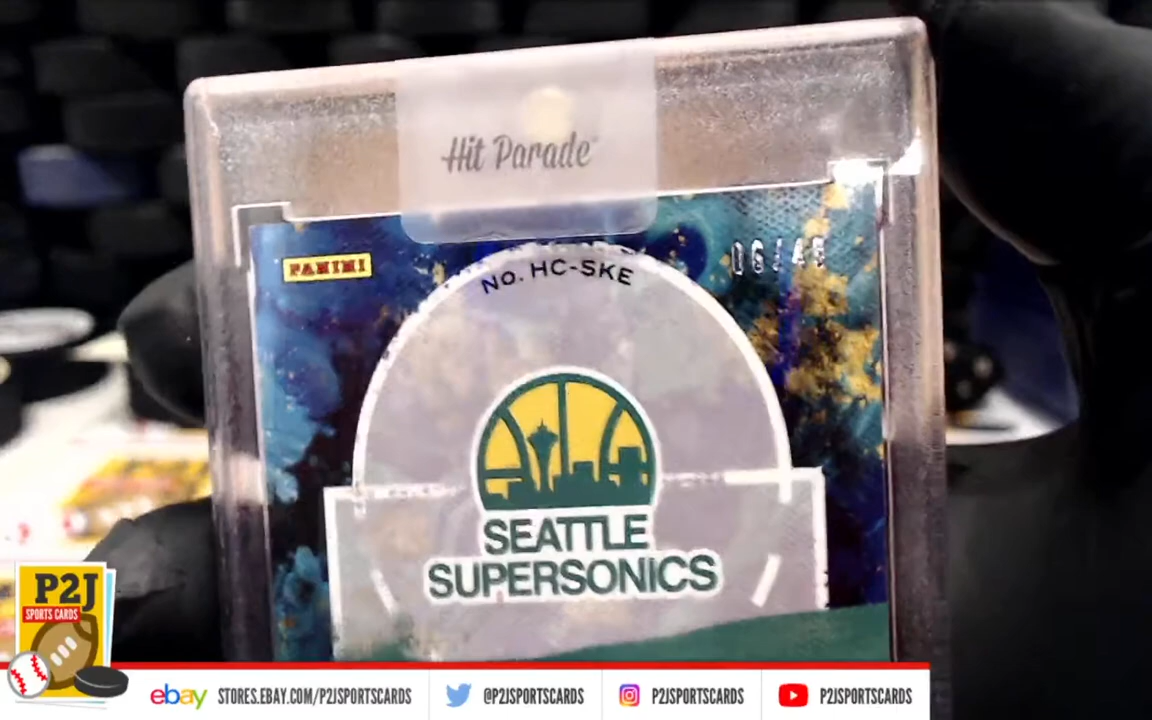 Hit Parade
PANINI
No. HC-SKE
SEATTLE
SUPERSONICS
P2J
SPORTS CARDS
ebay STORES.EBAY.COM/P2JSPORTSCARDS
@P2JSPORTSCARDS
P2JSPORTSCARDS
P2JSPORTSCARDS